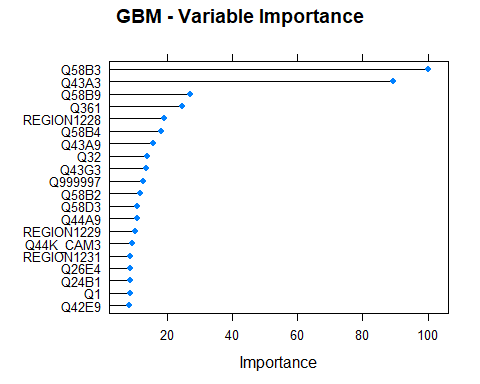 GBM - Variable Importance
Q58B3
Q43A3
Q58B9
Q361
REGION1228
Q58B4
Q43A9
Q32
Q43G3
Q999997
Q58B2
Q58D3
Q44A9
REGION1229
Q44K_CAM3
REGION1231
Q26E4
Q24B1
Q1
Q42E9
20 40 60 80 100
Importance